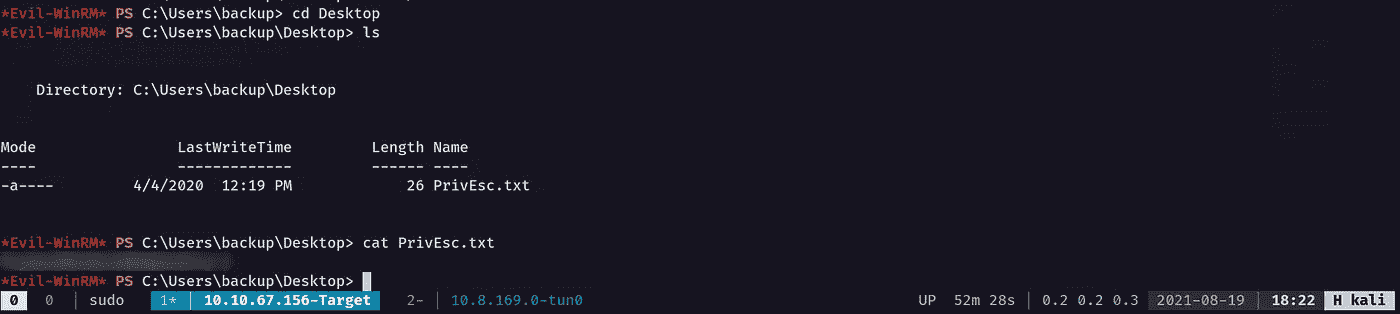 *Evil-WinRM* PS C:\Users\backup> cd Desktop
*Evil-WinRM* PS C:\Users\backup\Desktop> ls
Directory: C:\Users\backup\Desktop
Mode LastWriteTime Length Name
---- ------------- ------ ----
-a---- 4/4/2020 12:19 PM 26 PrivEsc.txt
*Evil-WinRM* PS C:\Users\backup\Desktop> cat PrivEsc.txt
*Evil-WinRM* PS C:\Users\backup\Desktop>
0 0 | sudo 1* | 10.10.67.156-Target 2- | 10.8.169.0-tun0 UP 52m 28s | 0.2 0.2 0.3 | 2021-08-19 | 18:22 H kali